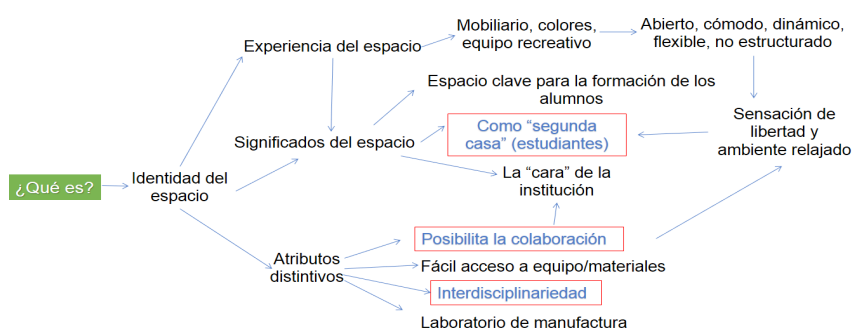 ¿Qué es?
Identidad del
espacio
Experiencia del espacio
Mobiliario, colores,
equipo recreativo
Abierto, cómodo, dinámico,
flexible, no estructurado
Sensación de
libertad y
ambiente relajado
Significados del espacio
Espacio clave para la formación de los
alumnos
Como “segunda
casa” (estudiantes)
La “cara” de la
institución
Atributos
distintivos
Posibilita la colaboración
Fácil acceso a equipo/materiales
Interdisciplinariedad
Laboratorio de manufactura